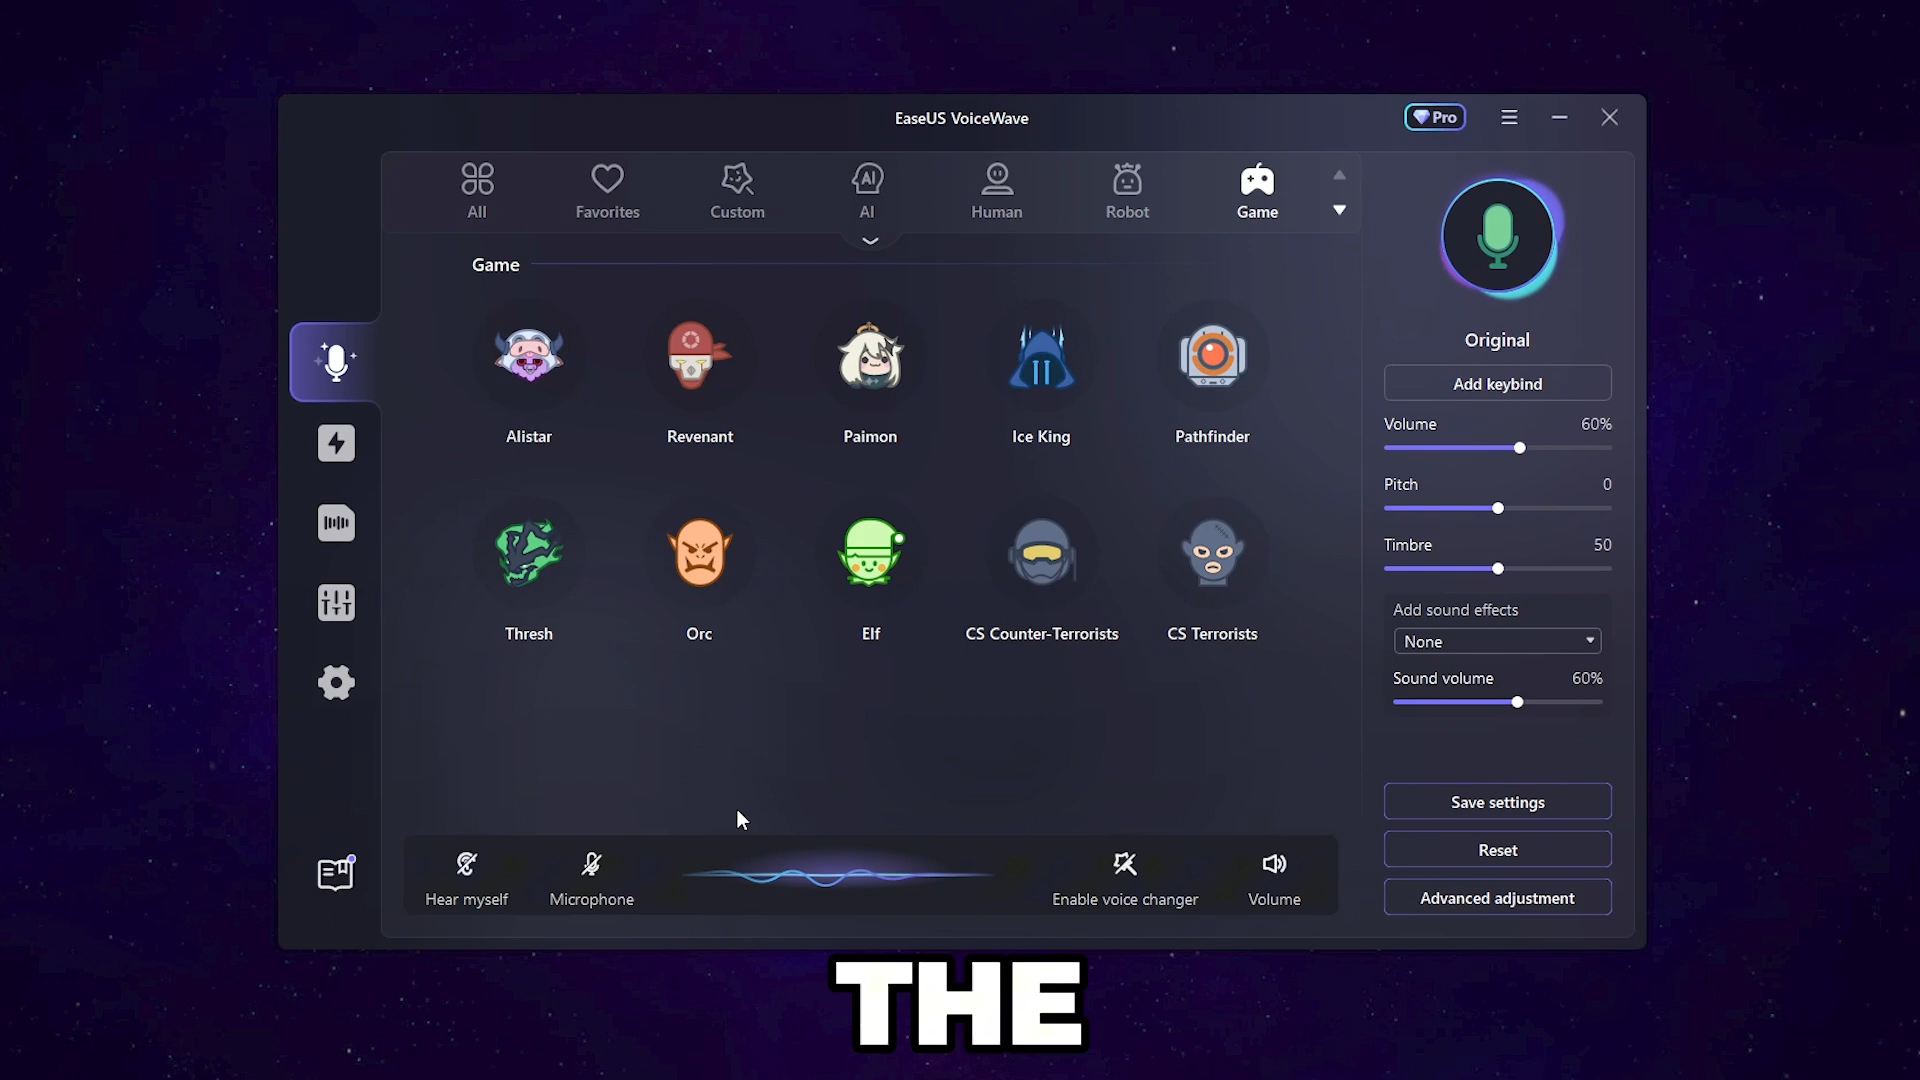 EaseUS VoiceWave
Pro
All
Favorites
Custom
AI
AI
Human
Robot
Game
Game
Alistar
Revenant
Paimon
Ice King
Pathfinder
Thresh
Orc
Elf
CS Counter-Terrorists
CS Terrorists
Hear myself
Microphone
Enable voice changer
Volume
Original
Add keybind
Volume 60%
Pitch 0
Timbre 50
Add sound effects
None
Sound volume 60%
Save settings
Reset
Advanced adjustment
THE